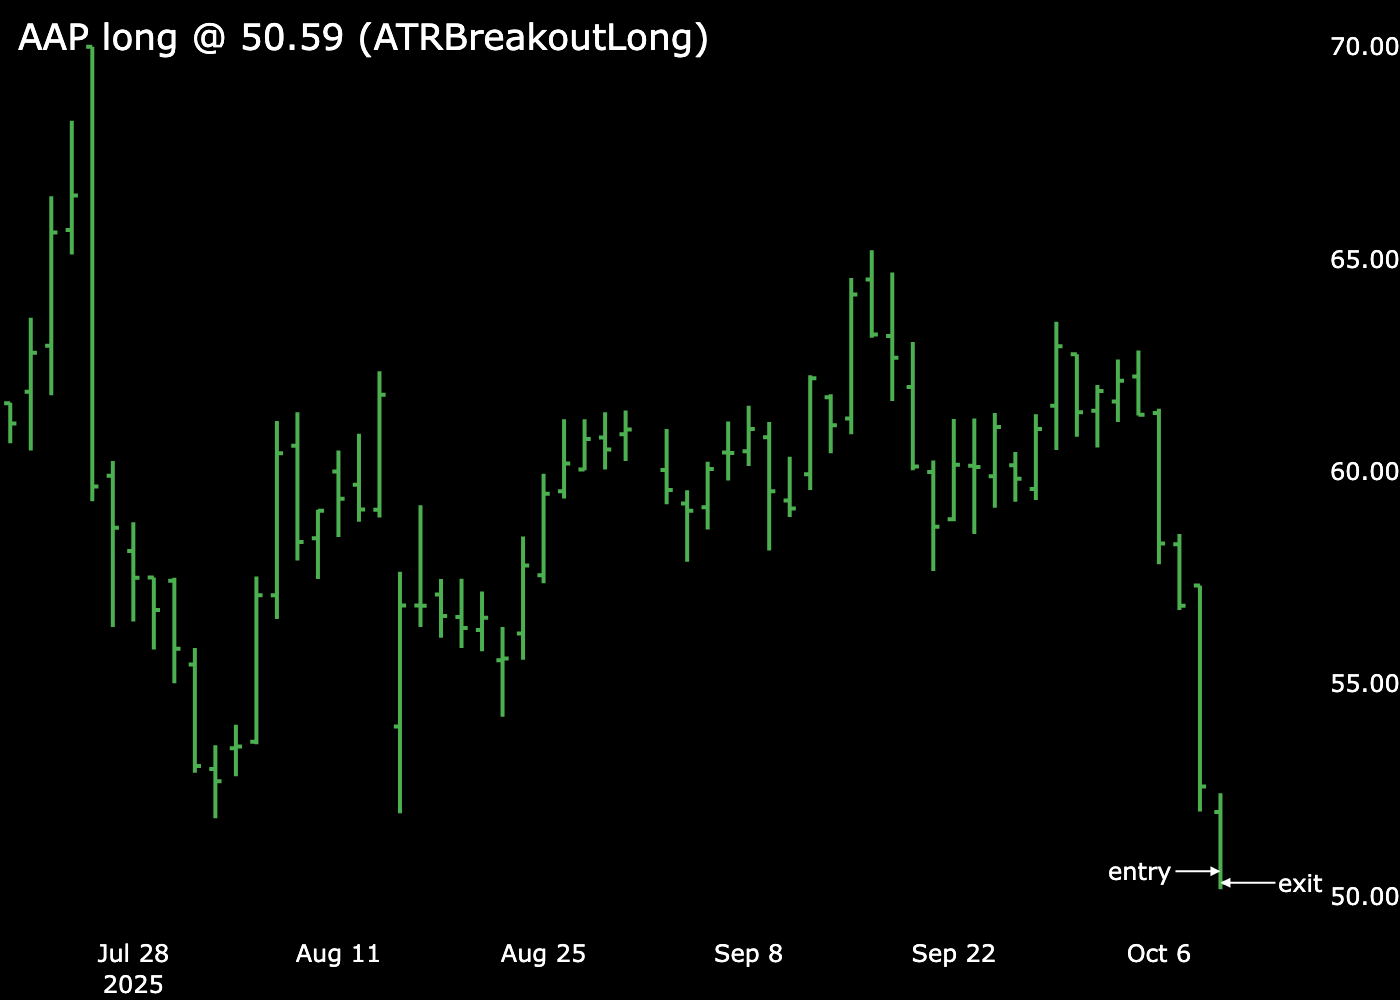 AAP long @ 50.59 (ATRBreakoutLong)
70.00
65.00
60.00
55.00
entry
exit
50.00
Jul 28
2025
Aug 11
Aug 25
Sep 8
Sep 22
Oct 6